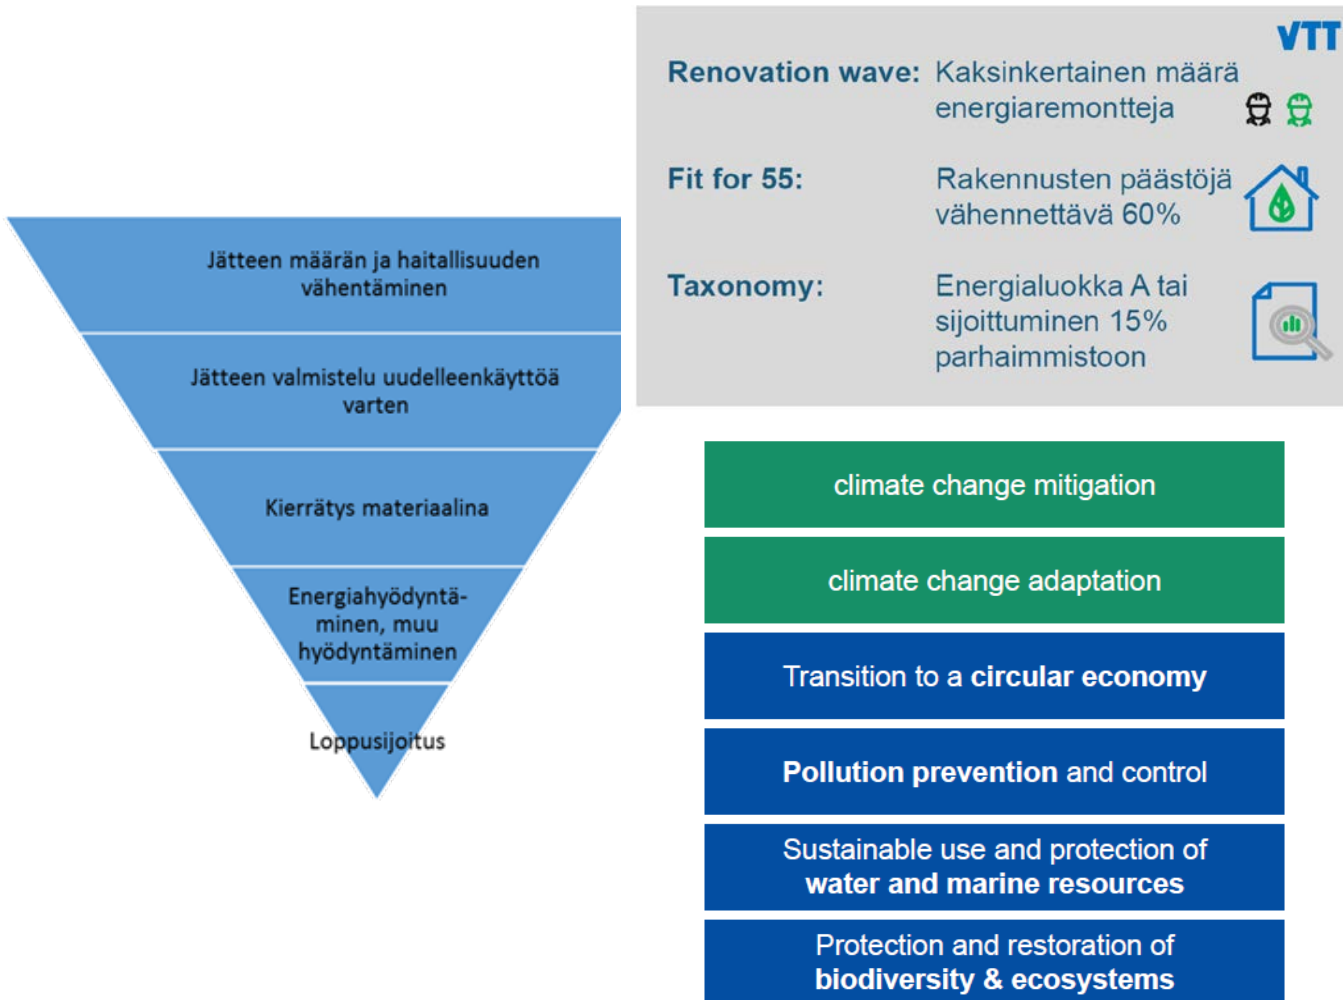 Jätteen määrän ja haitallisuuden
vähentäminen
Jätteen valmistelu uudelleenkäyttöä
varten
Kierrätys materiaalina
Energiahyödyntä-
minen, muu
hyödyntäminen
Loppusijoitus
VTT
Renovation wave: Kaksinkertainen määrä
energiaremontteja
Fit for 55: Rakennusten päästöjä
vähennettävä 60%
Taxonomy: Energialuokka A tai
sijoittuminen 15%
parhaimmistoon
climate change mitigation
climate change adaptation
Transition to a circular economy
Pollution prevention and control
Sustainable use and protection of
water and marine resources
Protection and restoration of
biodiversity & ecosystems